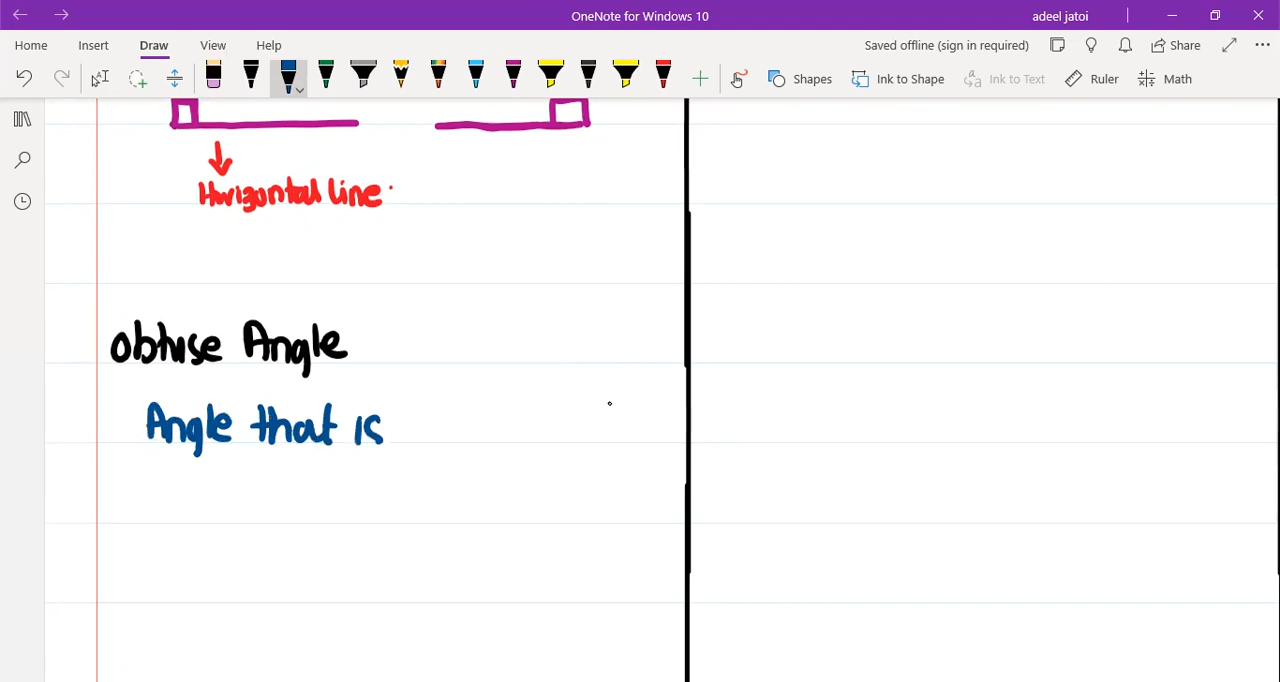 OneNote for Windows 10
adeel jatoi
Home Insert Draw View Help
Saved offline (sign in required)
Share
Shapes
Ink to Shape
Ink to Text
Ruler
Math
Horizontal line
obtuse Angle
Angle that is